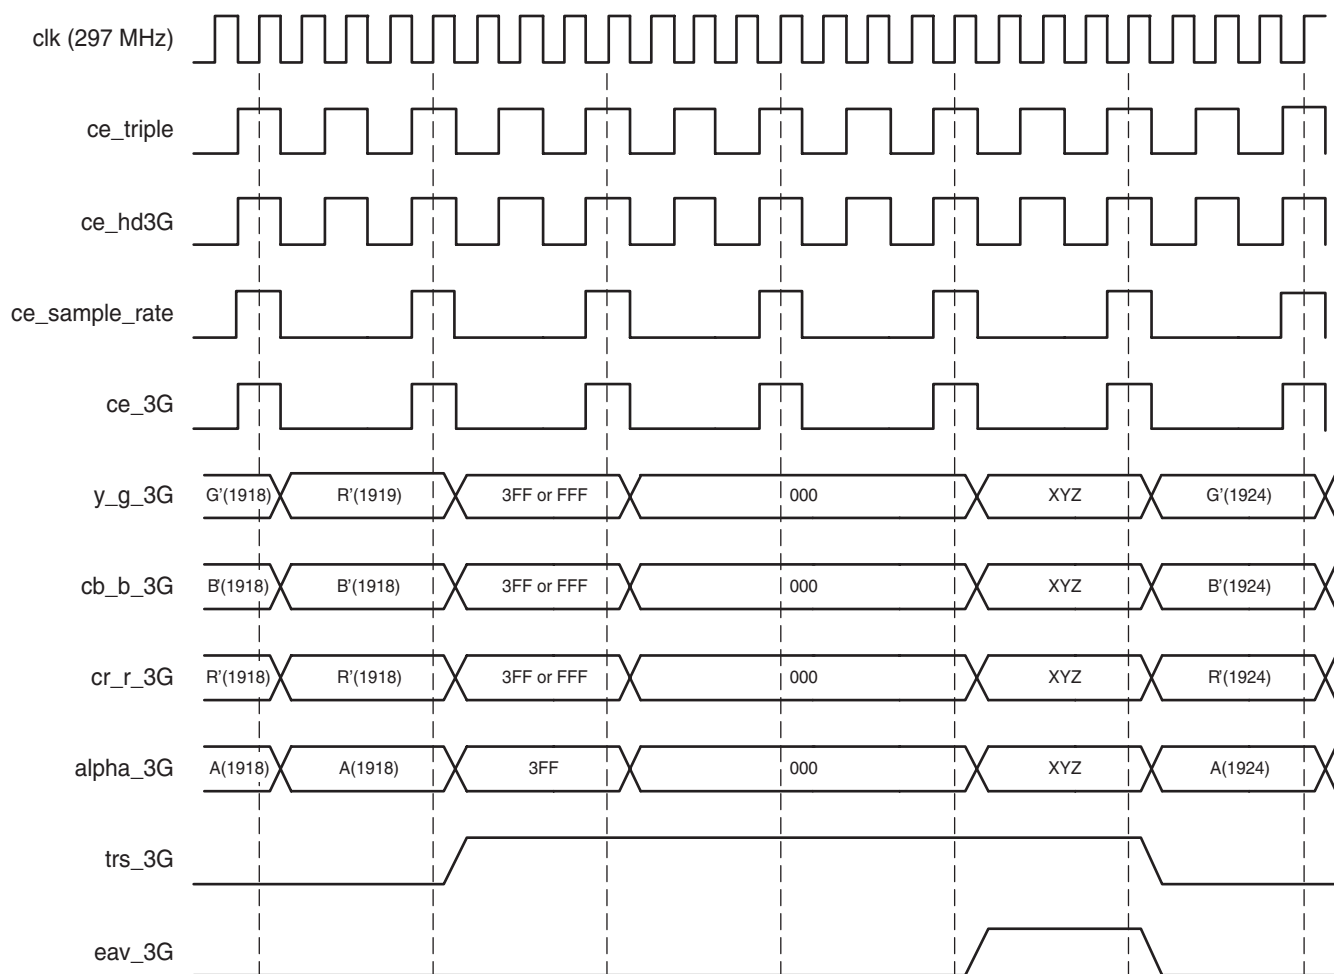 clk (297 MHz)
ce_triple
ce_hd3G
ce_sample_rate
ce_3G
y_g_3G G’(1918) R’(1919) 3FF or FFF 000 XYZ G’(1924)
cb_b_3G B’(1918) B’(1918) 3FF or FFF 000 XYZ B’(1924)
cr_r_3G R’(1918) R’(1918) 3FF or FFF 000 XYZ R’(1924)
alpha_3G A(1918) A(1918) 3FF 000 XYZ A(1924)
trs_3G
eav_3G